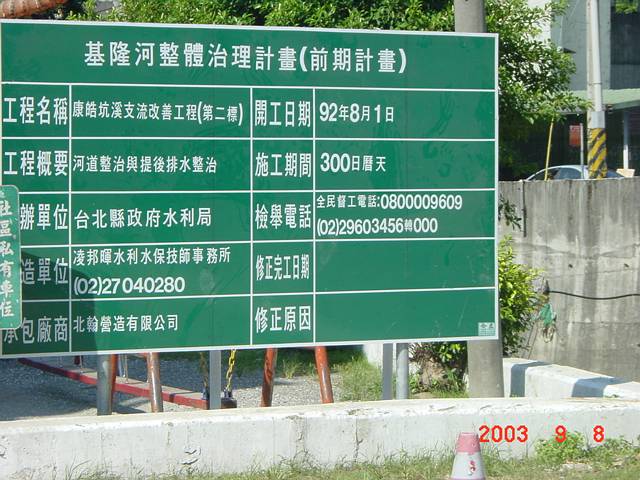 基隆河整體治理計畫(前期計畫)
工程名稱 康皓坑溪支流改善工程(第二標) 開工日期 92年8月1日
工程概要 河道整治與提後排水整治 施工期間 300日曆天
辦單位 台北縣政府水利局 檢舉電話 全民督工電話:0800009609
(02)29603456轉000
造單位 凌邦暉水利水保技師事務所 修正完工日期
(02)27040280
承包廠商 北翰營造有限公司 修正原因
社區私有車位
2003 9 8